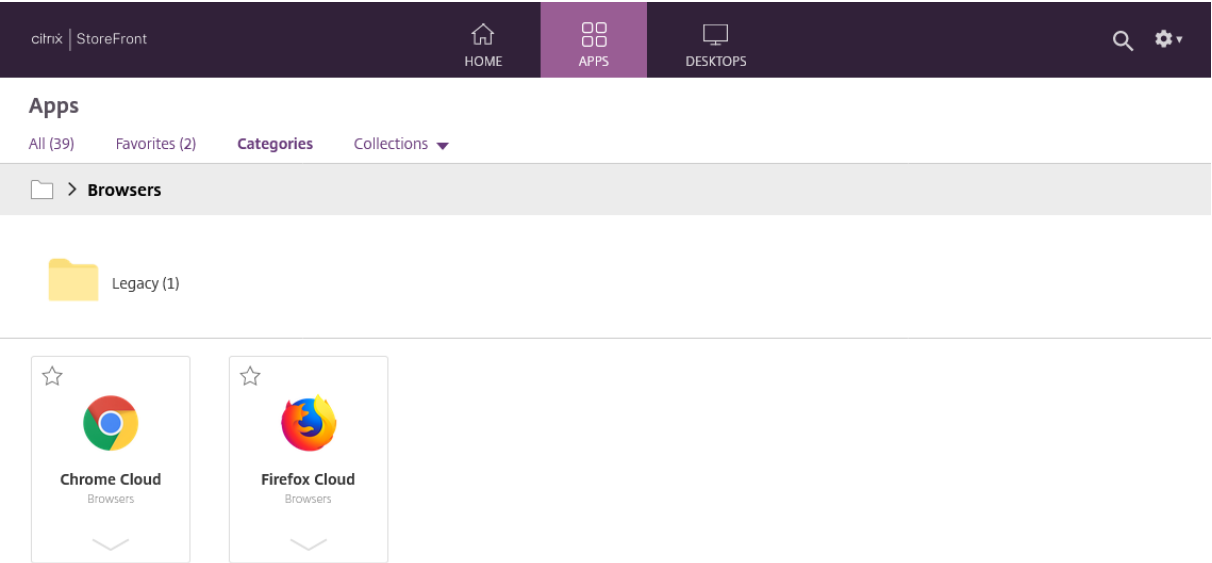 citrix | StoreFront
HOME
APPS
DESKTOPS
Apps
All (39) Favorites (2) Categories Collections
Browsers
Legacy (1)
Chrome Cloud
Browsers
Firefox Cloud
Browsers